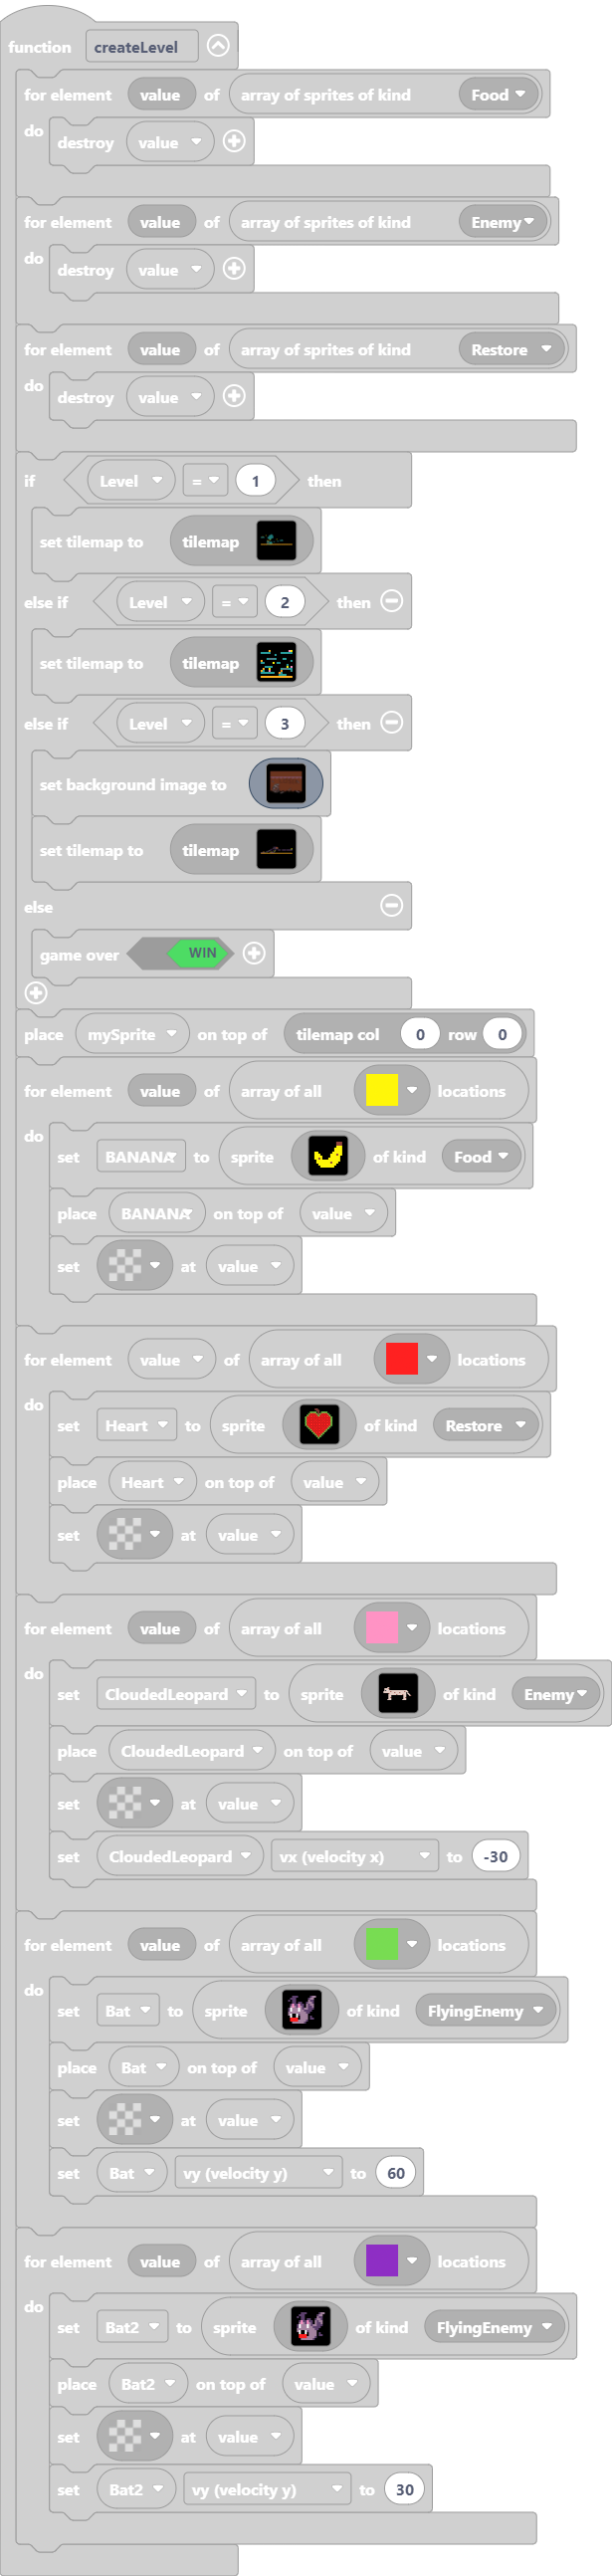 function createLevel
for element value of array of sprites of kind Food
do
destroy value
for element value of array of sprites of kind Enemy
do
destroy value
for element value of array of sprites of kind Restore
do
destroy value
if Level = 1 then
set tilemap to tilemap
else if Level = 2 then
set tilemap to tilemap
else if Level = 3 then
set background image to
set tilemap to tilemap
else
game over WIN
place mySprite on top of tilemap col 0 row 0
for element value of array of all locations
do
set BANANA to sprite of kind Food
place BANANA on top of value
set at value
for element value of array of all locations
do
set Heart to sprite of kind Restore
place Heart on top of value
set at value
for element value of array of all locations
do
set CloudedLeopard to sprite of kind Enemy
place CloudedLeopard on top of value
set at value
set CloudedLeopard vx (velocity x) to -30
for element value of array of all locations
do
set Bat to sprite of kind FlyingEnemy
place Bat on top of value
set at value
set Bat vy (velocity y) to 60
for element value of array of all locations
do
set Bat2 to sprite of kind FlyingEnemy
place Bat2 on top of value
set at value
set Bat2 vy (velocity y) to 30